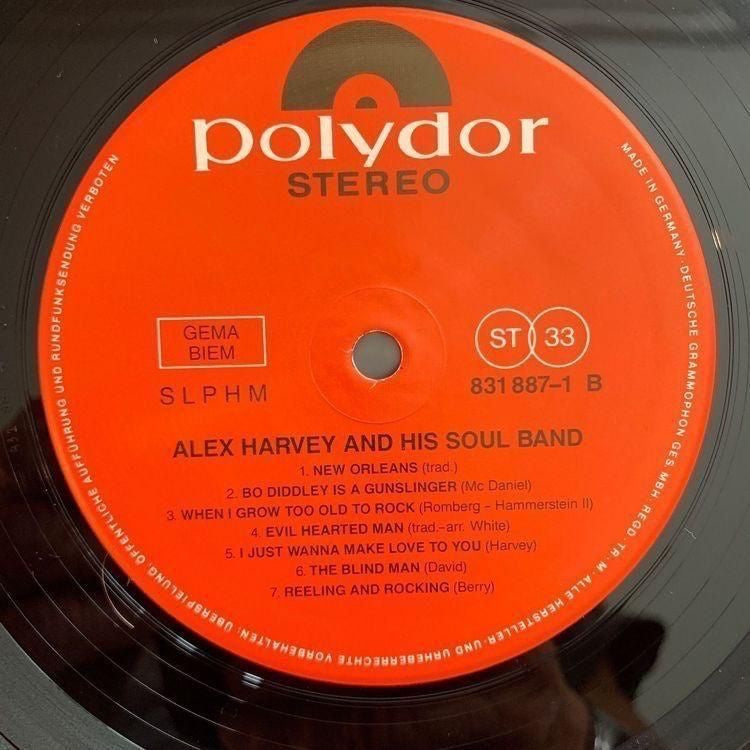 polydor
STEREO
GEMA
BIEM
SLPHM
ST 33
831 887-1 B
ALEX HARVEY AND HIS SOUL BAND
1. NEW ORLEANS (trad.)
2. BO DIDDLEY IS A GUNSLINGER (Mc Daniel)
3. WHEN I GROW TOO OLD TO ROCK (Romberg – Hammerstein II)
4. EVIL HEARTED MAN (trad.-arr. White)
5. I JUST WANNA MAKE LOVE TO YOU (Harvey)
6. THE BLIND MAN (David)
7. REELING AND ROCKING (Berry)
MADE IN GERMANY · DEUTSCHE GRAMMOPHON GES MBH · REGD · TR · M · ALLE HERSTELLER- UND URHEBERRECHTE VORBEHALTEN · ÜBERSPIELUNG, ÖFFENTLICHE AUFFÜHRUNG UND RUNDFUNKSENDUNG VERBOTEN